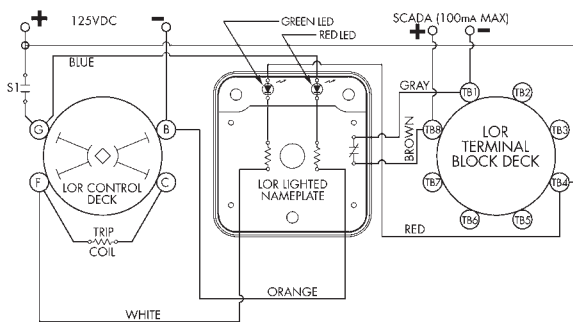 + 125VDC -
GREEN LED
RED LED
SCADA (100mA MAX)
+ -
BLUE
S1
GRAY
BROWN
G
B
F
C
LOR CONTROL
DECK
TRIP
COIL
LOR LIGHTED
NAMEPLATE
TB1
TB2
TB8
TB3
LOR
TERMINAL
BLOCK DECK
TB7
TB4
TB6
TB5
RED
ORANGE
WHITE